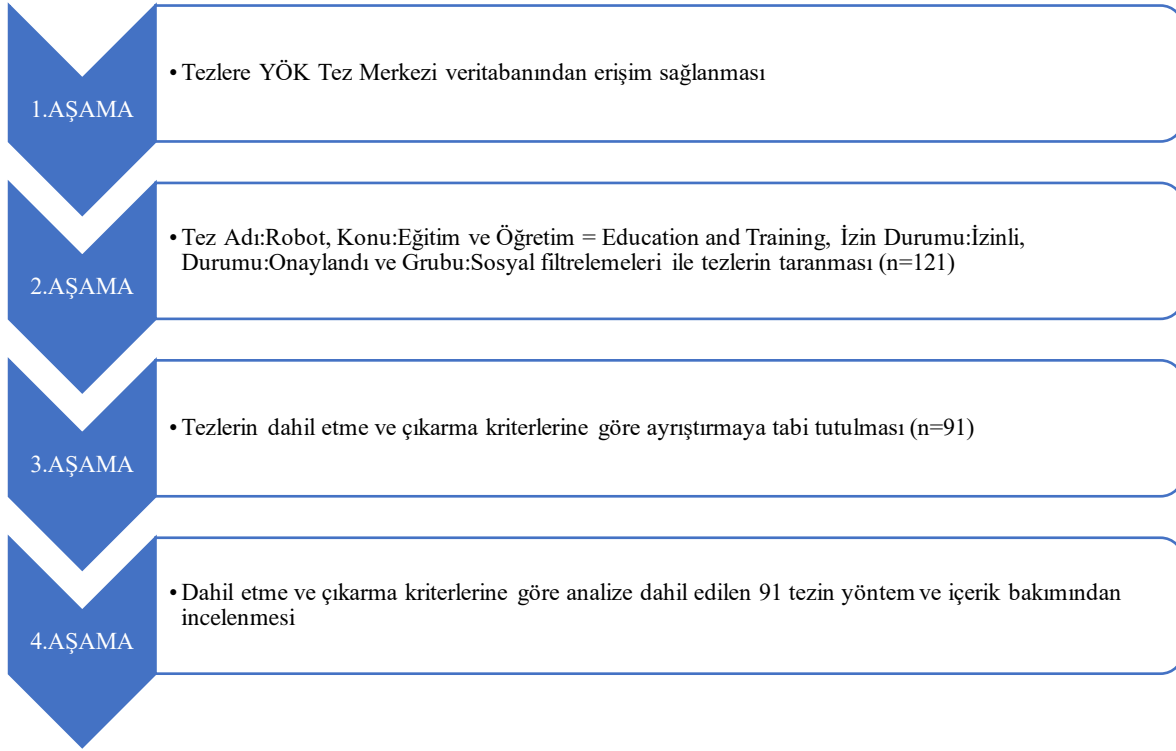 1.AŞAMA
• Tezlere YÖK Tez Merkezi veritabanından erişim sağlanması
2.AŞAMA
• Tez Adı:Robot, Konu:Eğitim ve Öğretim = Education and Training, İzin Durumu:İzinli,
Durumu:Onaylandı ve Grubu:Sosyal filtrelemeleri ile tezlerin taranması (n=121)
3.AŞAMA
• Tezlerin dahil etme ve çıkarma kriterlerine göre ayrıştırmaya tabi tutulması (n=91)
4.AŞAMA
• Dahil etme ve çıkarma kriterlerine göre analize dahil edilen 91 tezin yöntem ve içerik bakımından
incelenmesi